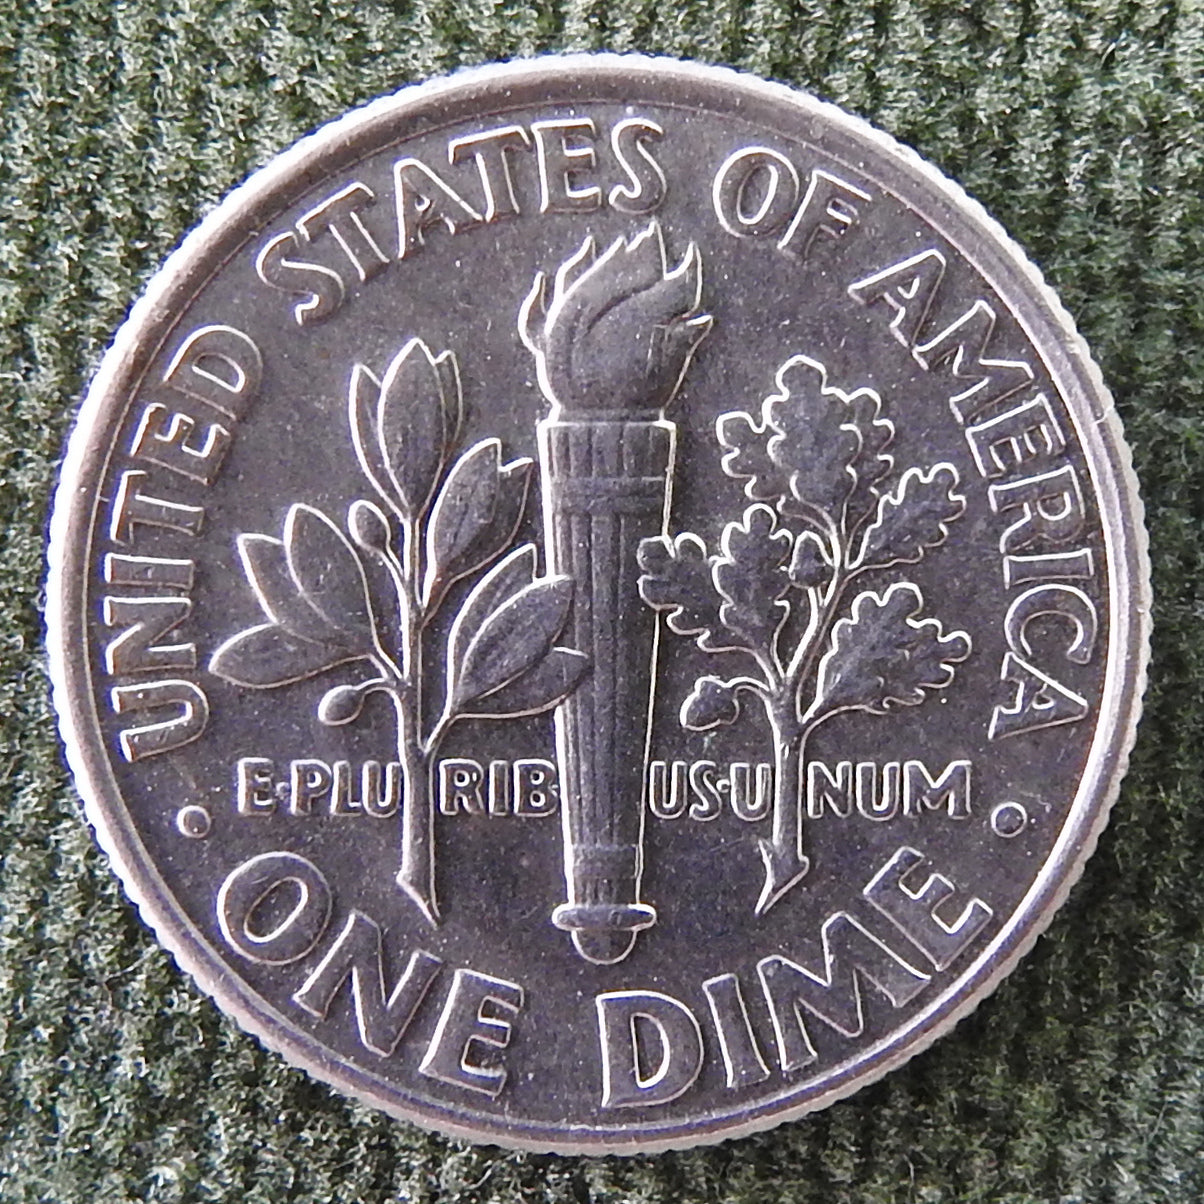 UNITED STATES OF AMERICA
E·PLURIBUS·UNUM
· ONE DIME ·